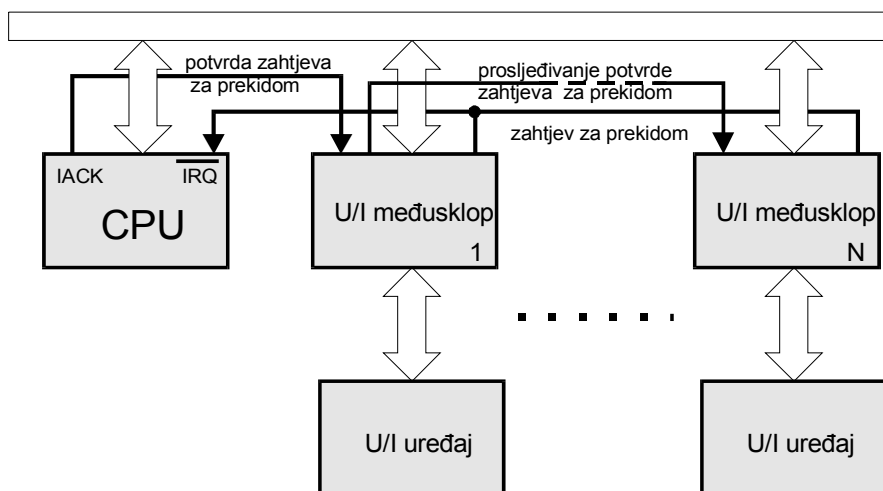 potvrda zahtjeva
za prekidom
prosljeđivanje potvrde
zahtjeva za prekidom
zahtjev za prekidom
IACK
IRQ
CPU
U/I međusklop
1
U/I međusklop
N
U/I uređaj
U/I uređaj